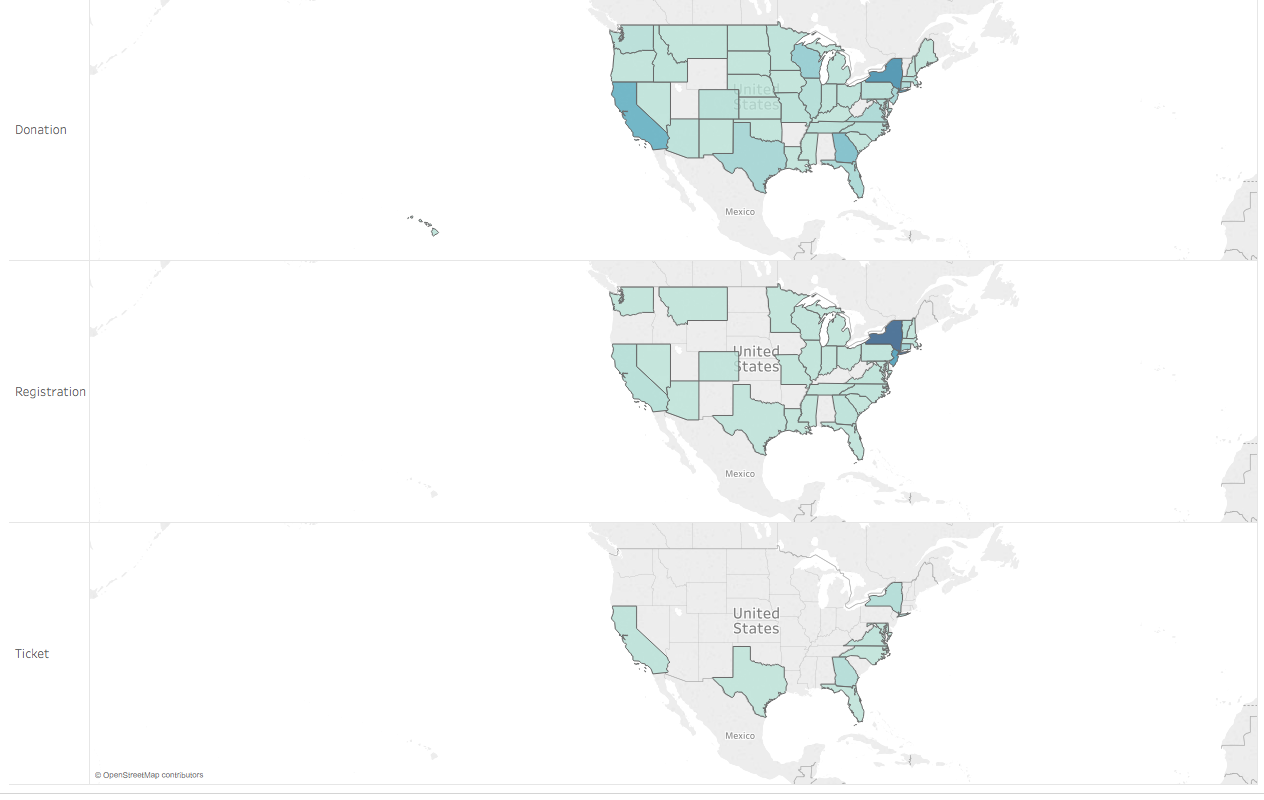 Donation
United
States
Mexico
Registration
United
States
Mexico
Ticket
United
States
Mexico
© OpenStreetMap contributors